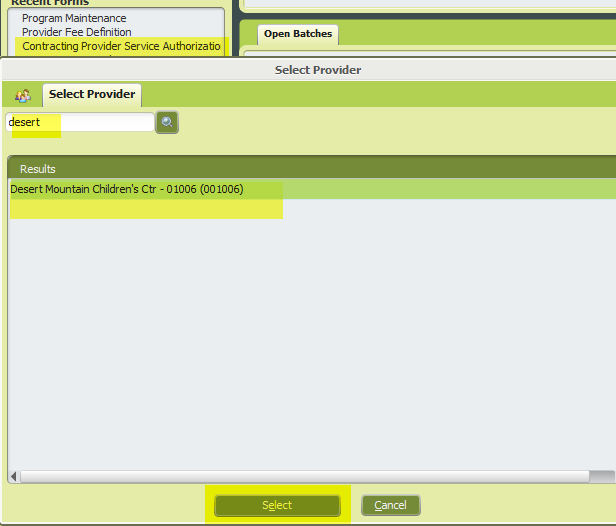 Recent Forms
Program Maintenance
Provider Fee Definition
Contracting Provider Service Authorizatio
Open Batches
Select Provider
Select Provider
desert
Results
Desert Mountain Children's Ctr - 01006 (001006)
Select
Cancel